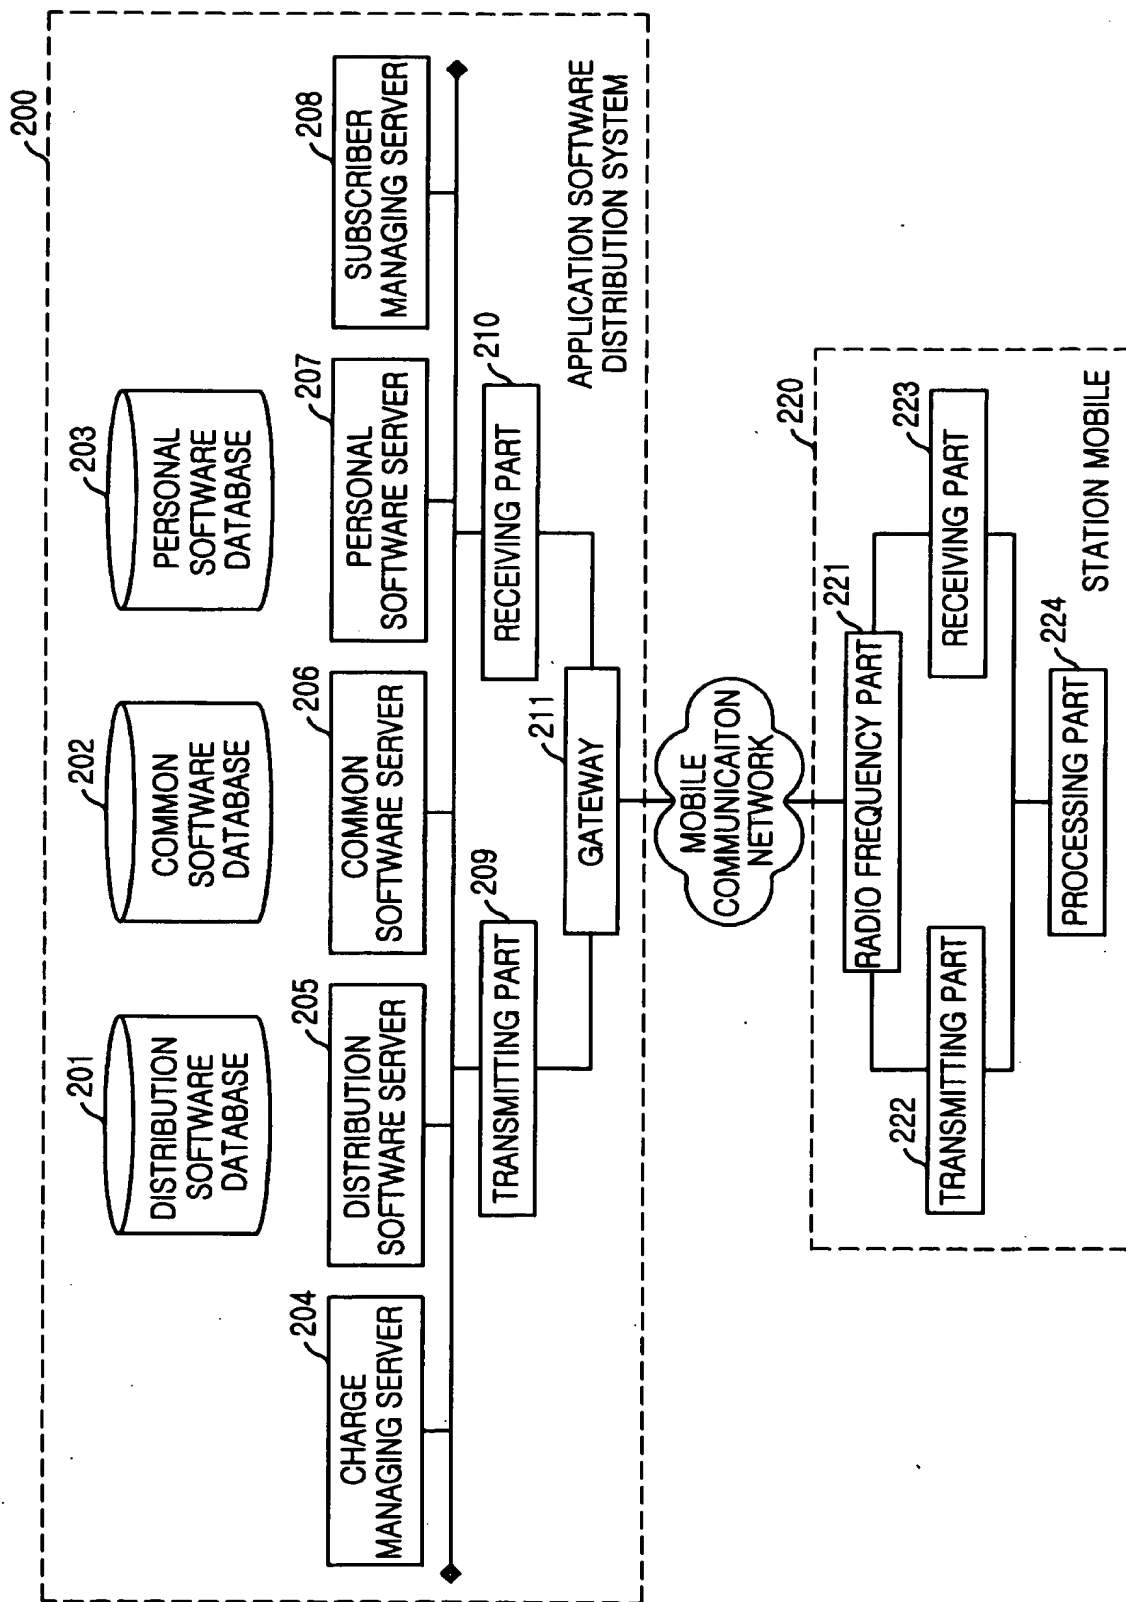 200
201
DISTRIBUTION
SOFTWARE
DATABASE
202
COMMON
SOFTWARE
DATABASE
203
PERSONAL
SOFTWARE
DATABASE
204
CHARGE
MANAGING SERVER
205
DISTRIBUTION
SOFTWARE SERVER
206
COMMON
SOFTWARE SERVER
207
PERSONAL
SOFTWARE SERVER
208
SUBSCRIBER
MANAGING SERVER
209
TRANSMITTING PART
210
RECEIVING PART
211
GATEWAY
APPLICATION SOFTWARE
DISTRIBUTION SYSTEM
MOBILE
COMMUNICAITON
NETWORK
220
221
RADIO FREQUENCY PART
222
TRANSMITTING PART
223
RECEIVING PART
224
PROCESSING PART
STATION MOBILE